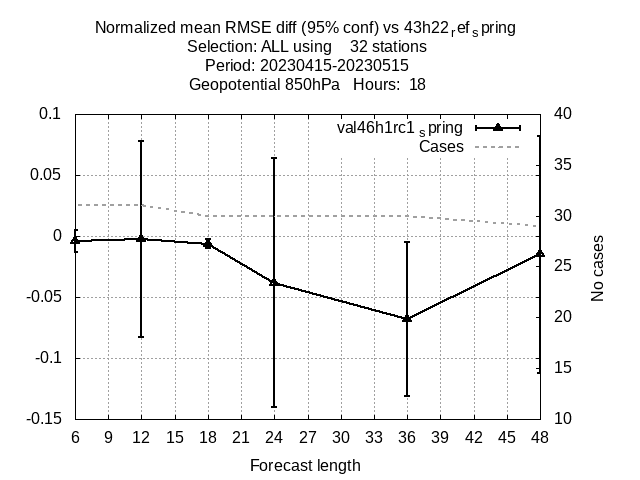 Normalized mean RMSE diff (95% conf) vs 43h22refspring
Selection: ALL using 32 stations
Period: 20230415-20230515
Geopotential 850hPa Hours: 18
val46h1rc1spring
Cases
0.1
0.05
0
-0.05
-0.1
-0.15
40
35
30
25
20
15
10
No cases
6 9 12 15 18 21 24 27 30 33 36 39 42 45 48
Forecast length